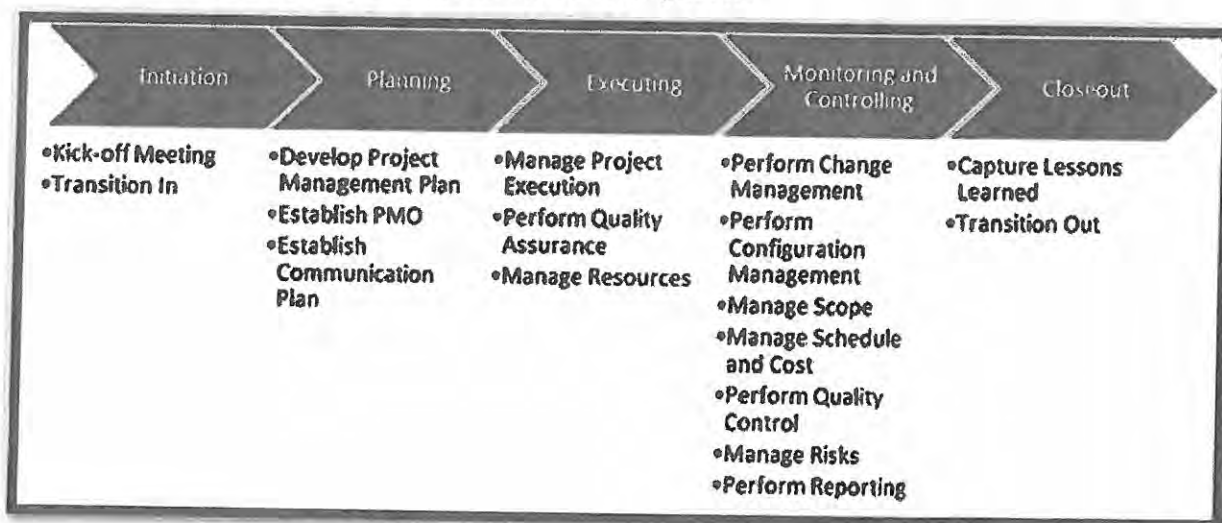 Initiation
Planning
Executing
Monitoring and
Controlling
Closeout
•Kick-off Meeting
•Transition In
•Develop Project
Management Plan
•Establish PMO
•Establish
Communication
Plan
•Manage Project
Execution
•Perform Quality
Assurance
•Manage Resources
•Perform Change
Management
•Perform
Configuration
Management
•Manage Scope
•Manage Schedule
and Cost
•Perform Quality
Control
•Manage Risks
•Perform Reporting
•Capture Lessons
Learned
•Transition Out